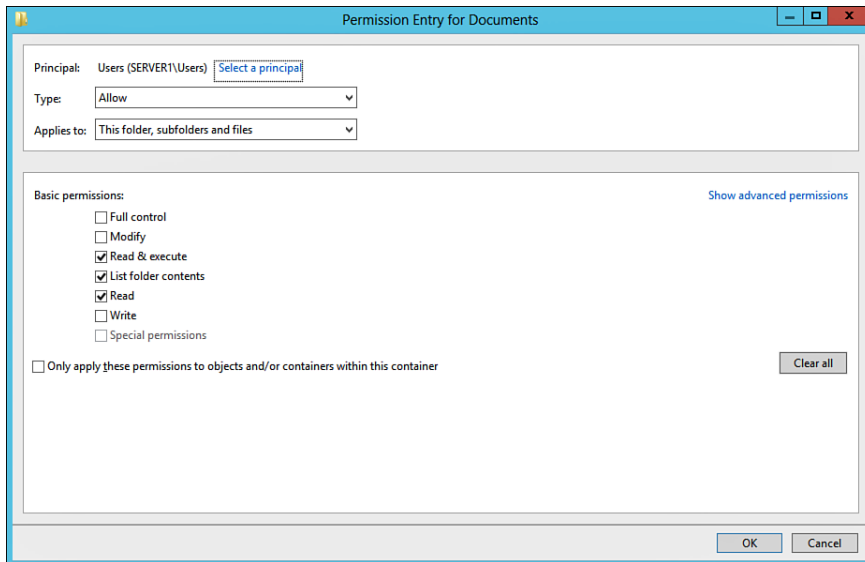 Permission Entry for Documents
Principal: Users (SERVER1\Users) Select a principal
Type: Allow
Applies to: This folder, subfolders and files
Basic permissions: Show advanced permissions
Full control
Modify
Read & execute
List folder contents
Read
Write
Special permissions
Only apply these permissions to objects and/or containers within this container Clear all
OK Cancel